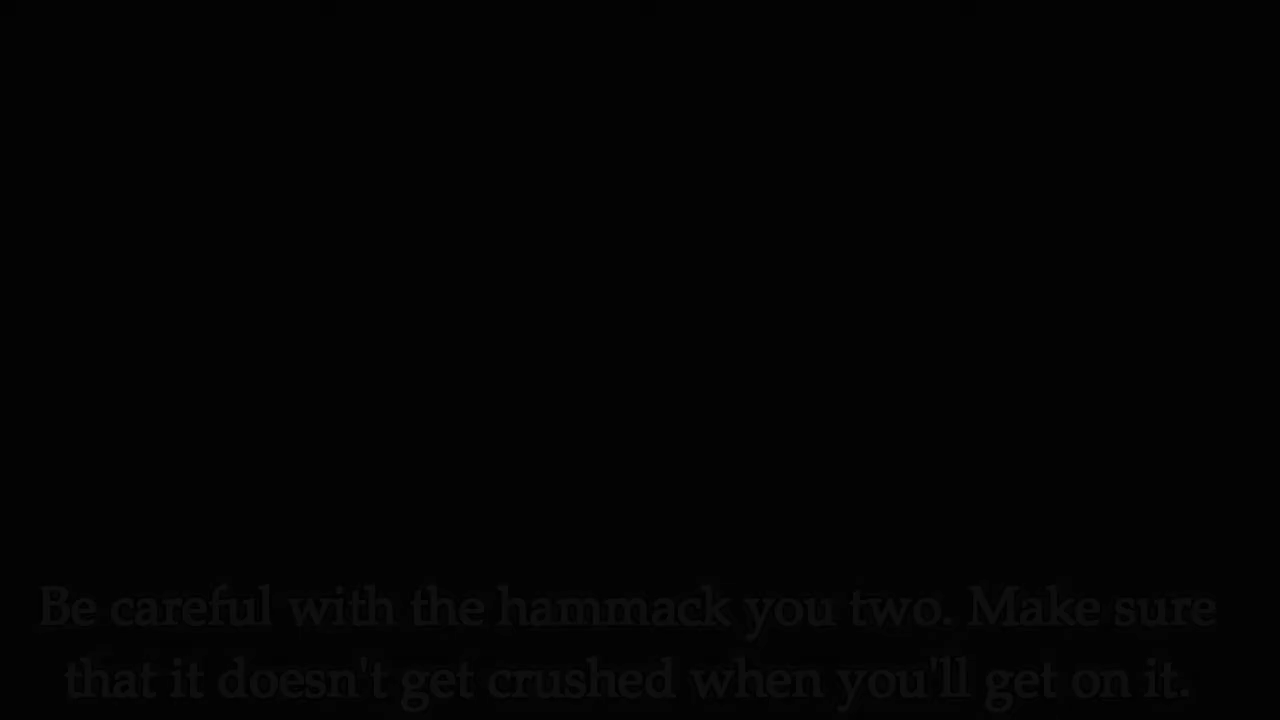 Be careful with the hammack you two. Make sure
that it doesn't get crushed when you'll get on it.